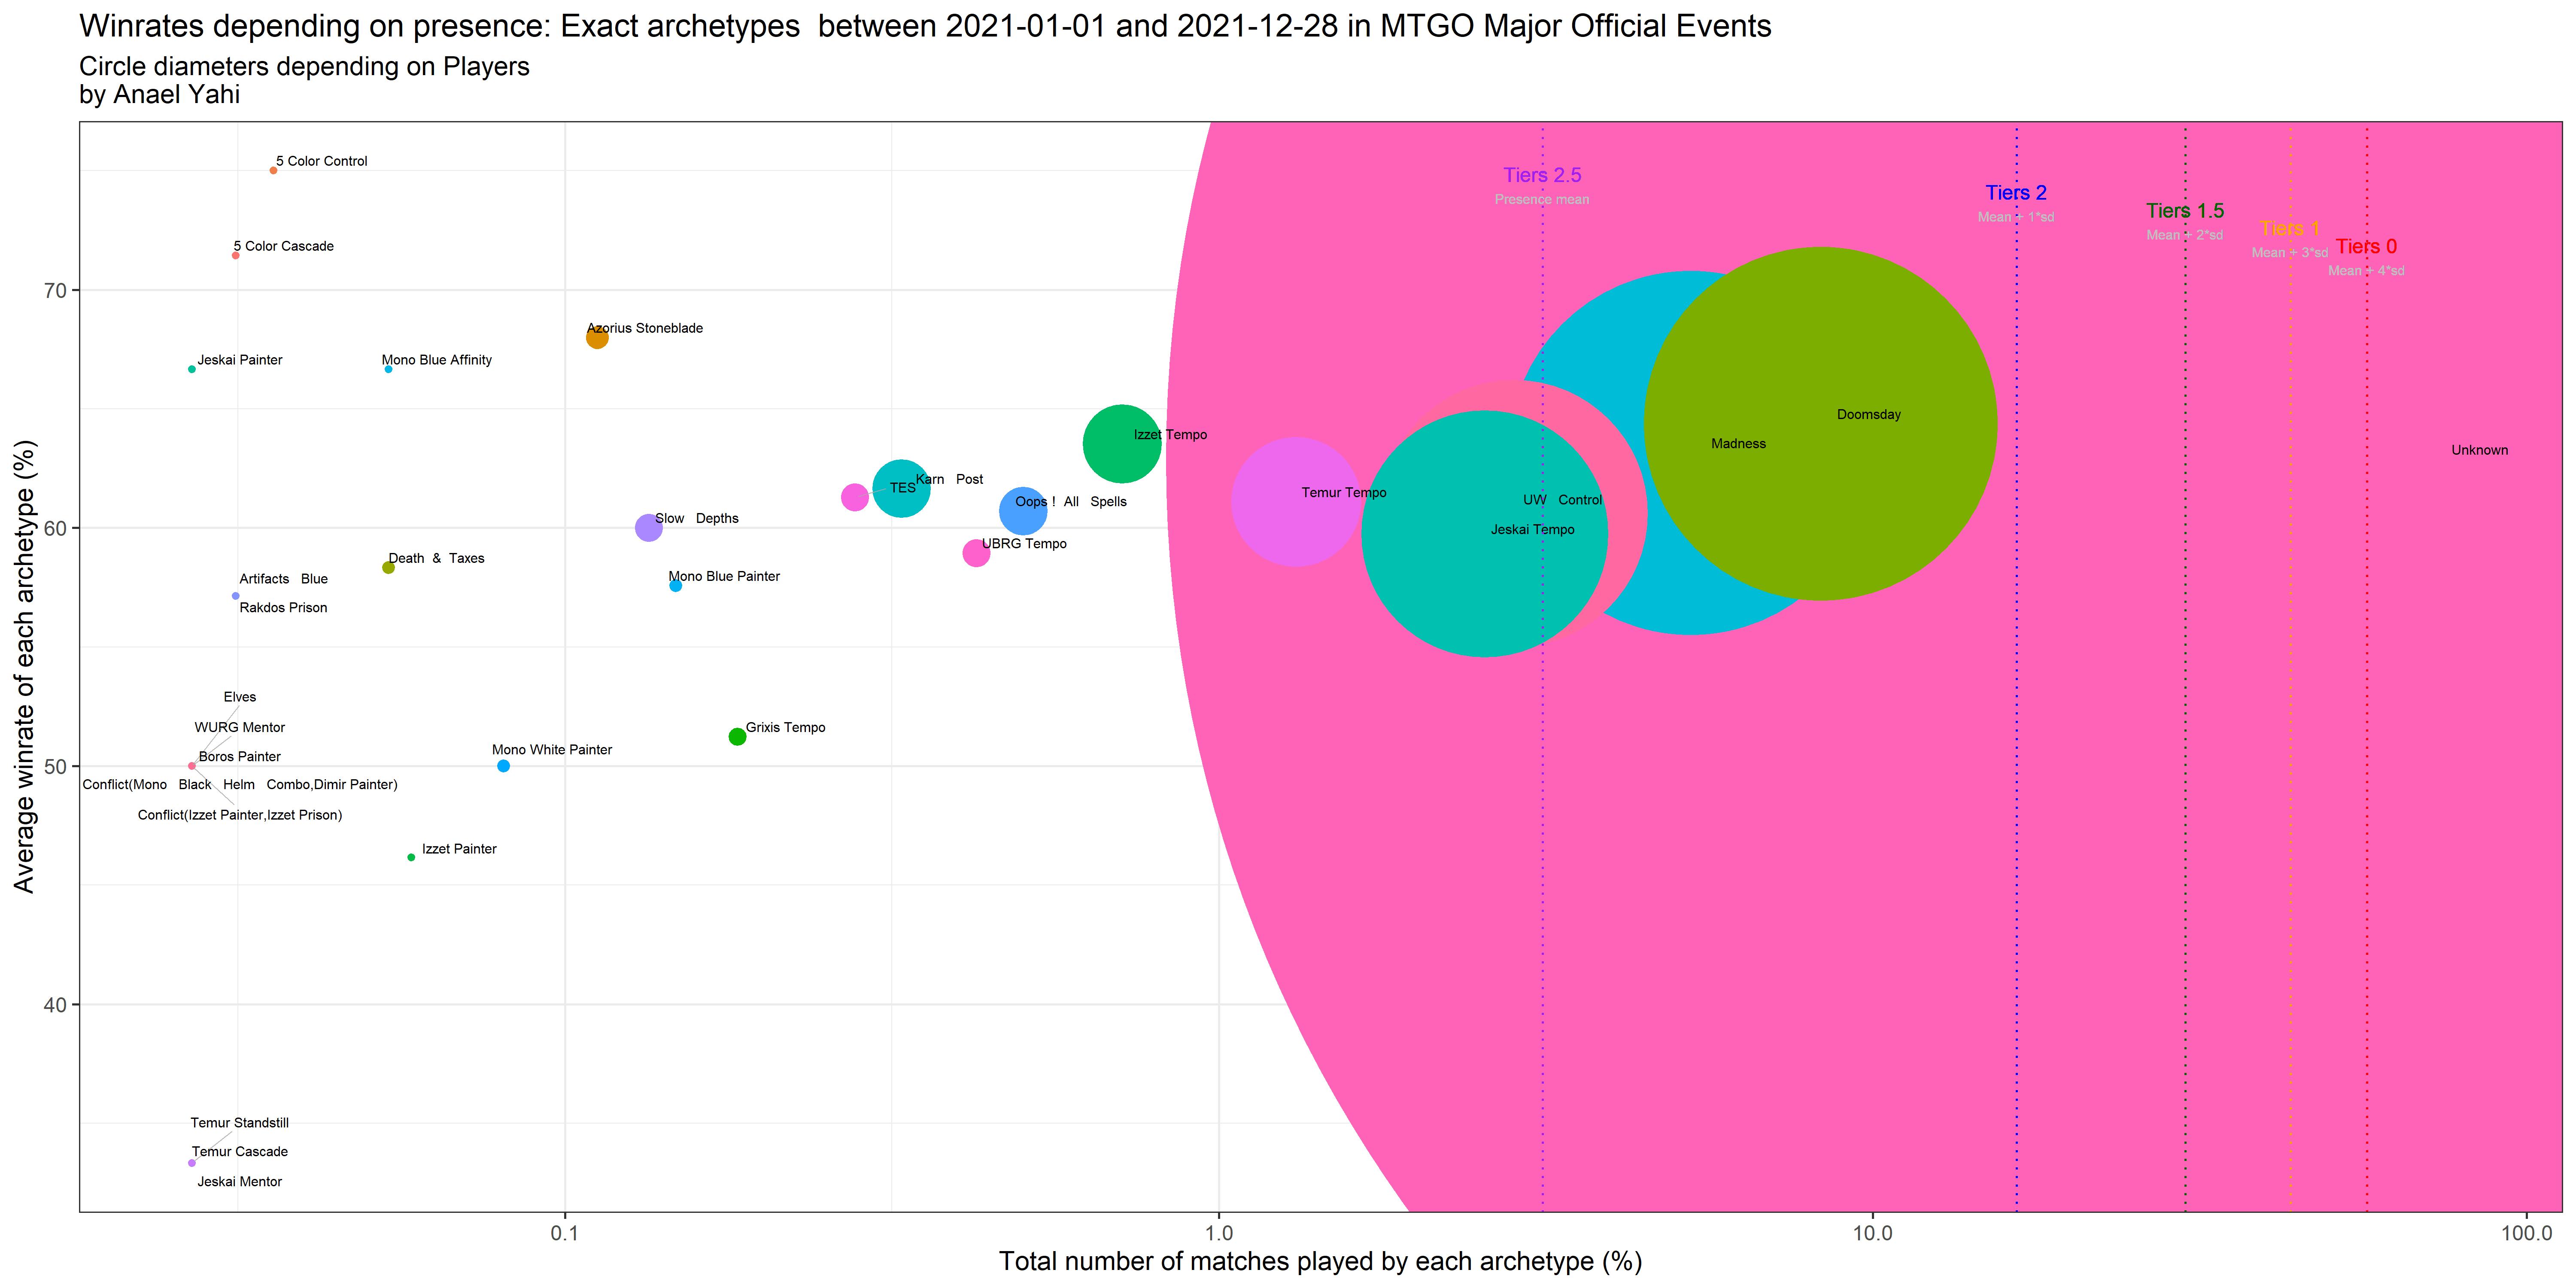 Winrates depending on presence: Exact archetypes  between 2021-01-01 and 2021-12-28 in MTGO Major Official Events
Circle diameters depending on Players
by Anael Yahi
Average winrate of each archetype (%)
70
60
50
40
5 Color Control
5 Color Cascade
Azorius Stoneblade
Jeskai Painter
Mono Blue Affinity
Izzet Tempo
Karn   Post
TES
Oops !  All   Spells
Slow   Depths
UBRG Tempo
Death  &  Taxes
Mono Blue Painter
Artifacts   Blue
Rakdos Prison
Elves
WURG Mentor
Boros Painter
Conflict(Mono   Black   Helm   Combo,Dimir Painter)
Conflict(Izzet Painter,Izzet Prison)
Grixis Tempo
Mono White Painter
Izzet Painter
Temur Standstill
Temur Cascade
Jeskai Mentor
Tiers 2.5
Presence mean
Tiers 2
Mean + 1*sd
Tiers 1.5
Mean + 2*sd
Tiers 1
Mean + 3*sd
Tiers 0
Mean + 4*sd
Doomsday
Madness
Unknown
Temur Tempo
UW   Control
Jeskai Tempo
0.1
1.0
10.0
100.0
Total number of matches played by each archetype (%)